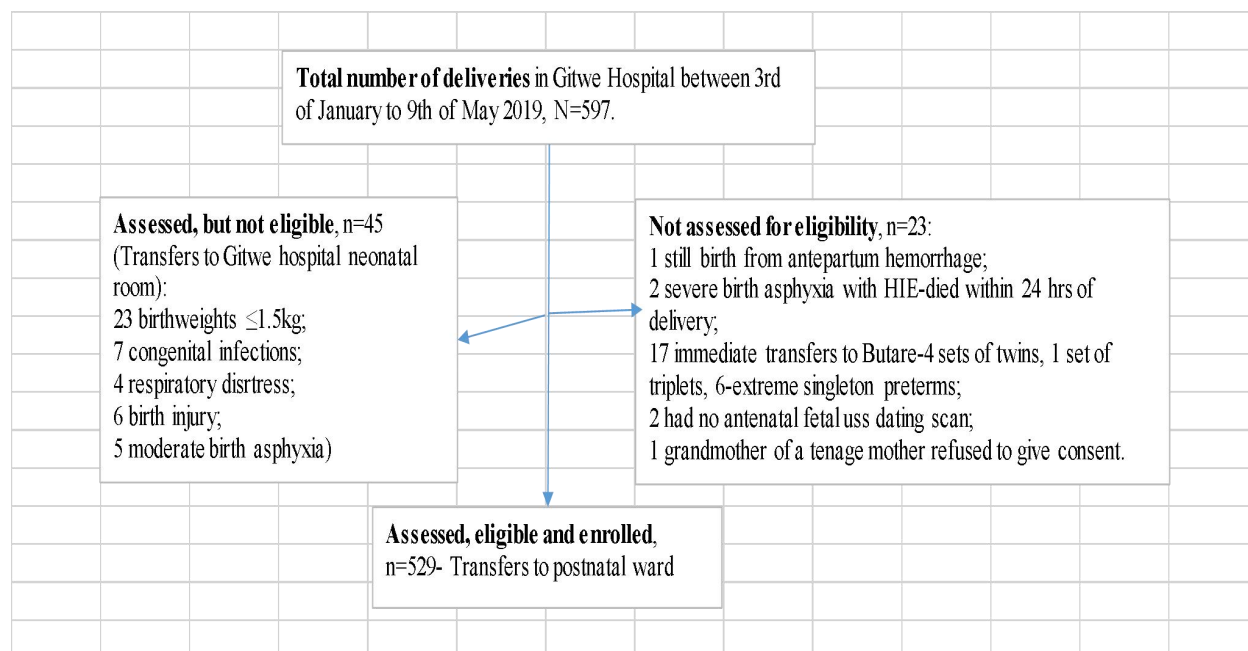 Total number of deliveries in Gitwe Hospital between 3rd
of January to 9th of May 2019, N=597.
Assessed, but not eligible, n=45
(Transfers to Gitwe hospital neonatal
room):
23 birthweights ≤1.5kg;
7 congenital infections;
4 respiratory disrtress;
6 birth injury;
5 moderate birth asphyxia)
Not assessed for eligibility, n=23:
1 still birth from antepartum hemorrhage;
2 severe birth asphyxia with HIE-died within 24 hrs of
delivery;
17 immediate transfers to Butare-4 sets of twins, 1 set of
triplets, 6-extreme singleton preterms;
2 had no antenatal fetal uss dating scan;
1 grandmother of a tenage mother refused to give consent.
Assessed, eligible and enrolled,
n=529- Transfers to postnatal ward